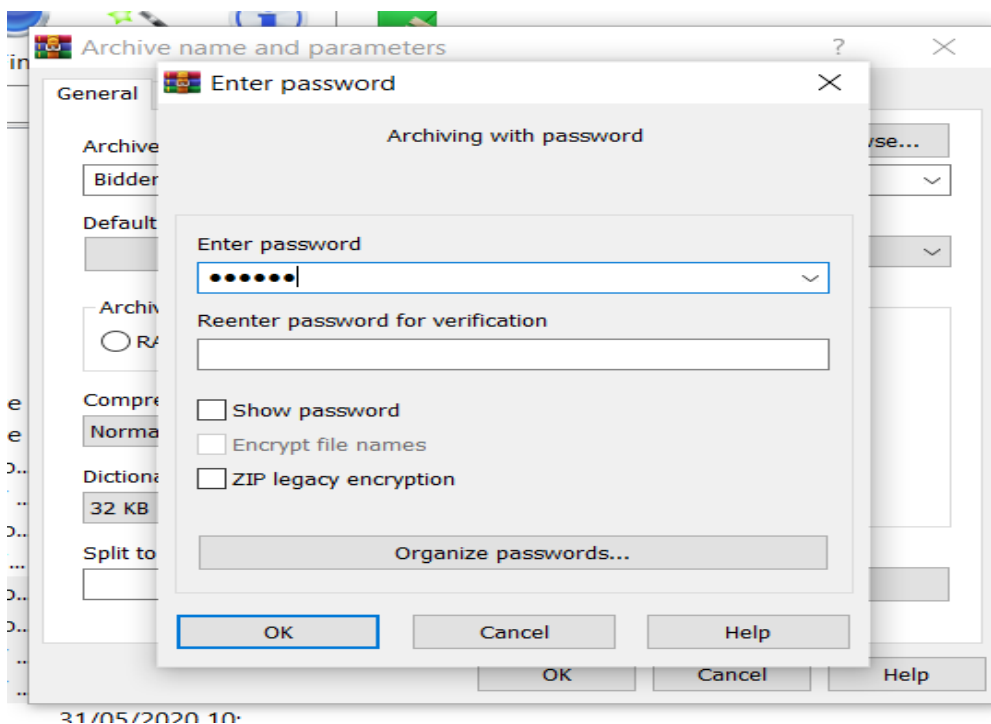 Archive name and parameters
?
in
Enter password
General
Archiving with password
se...
Archive
Bidder
Default
Enter password
••••••
Archiv
Reenter password for verification
RA
Compre
Norma
Show password
Encrypt file names
Dictiona
ZIP legacy encryption
32 KB
Organize passwords...
Split to
OK
Cancel
Help
OK
Cancel
Help
31/05/2020 10: